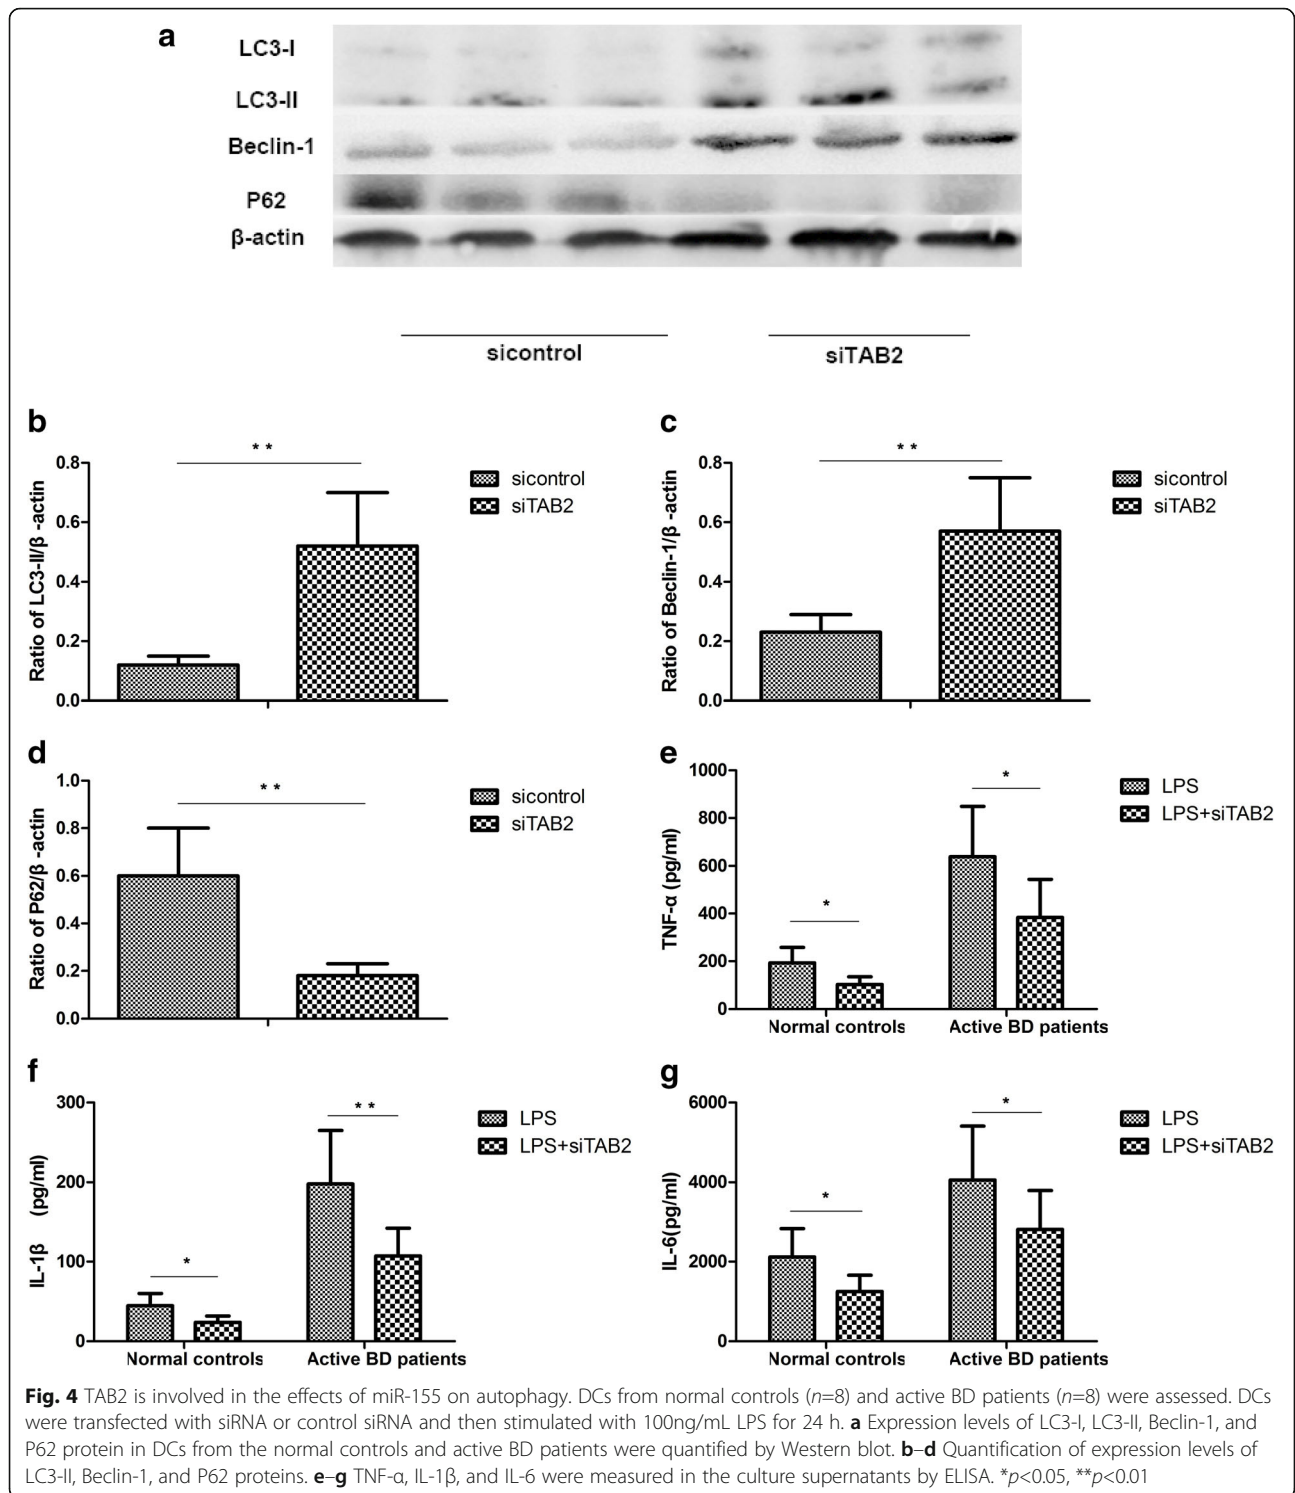 a
LC3-I
LC3-II
Beclin-1
P62
β-actin
sicontrol
siTAB2
b
**
0.8
0.6
0.4
0.2
0.0
Ratio of LC3-II/β -actin
sicontrol
siTAB2
c
**
0.8
0.6
0.4
0.2
0.0
Ratio of Beclin-1/β -actin
sicontrol
siTAB2
d
**
1.0
0.8
0.6
0.4
0.2
0.0
Ratio of P62/β -actin
sicontrol
siTAB2
e
*
*
1000
800
600
400
200
0
TNF-α (pg/ml)
Normal controls
Active BD patients
LPS
LPS+siTAB2
f
*
**
300
200
100
0
IL-1β (pg/ml)
Normal controls
Active BD patients
LPS
LPS+siTAB2
g
*
*
6000
4000
2000
0
IL-6(pg/ml)
Normal controls
Active BD patients
LPS
LPS+siTAB2
Fig. 4 TAB2 is involved in the effects of miR-155 on autophagy. DCs from normal controls (n=8) and active BD patients (n=8) were assessed. DCs
were transfected with siRNA or control siRNA and then stimulated with 100ng/mL LPS for 24 h. a Expression levels of LC3-I, LC3-II, Beclin-1, and
P62 protein in DCs from the normal controls and active BD patients were quantified by Western blot. b–d Quantification of expression levels of
LC3-II, Beclin-1, and P62 proteins. e–g TNF-α, IL-1β, and IL-6 were measured in the culture supernatants by ELISA. *p<0.05, **p<0.01